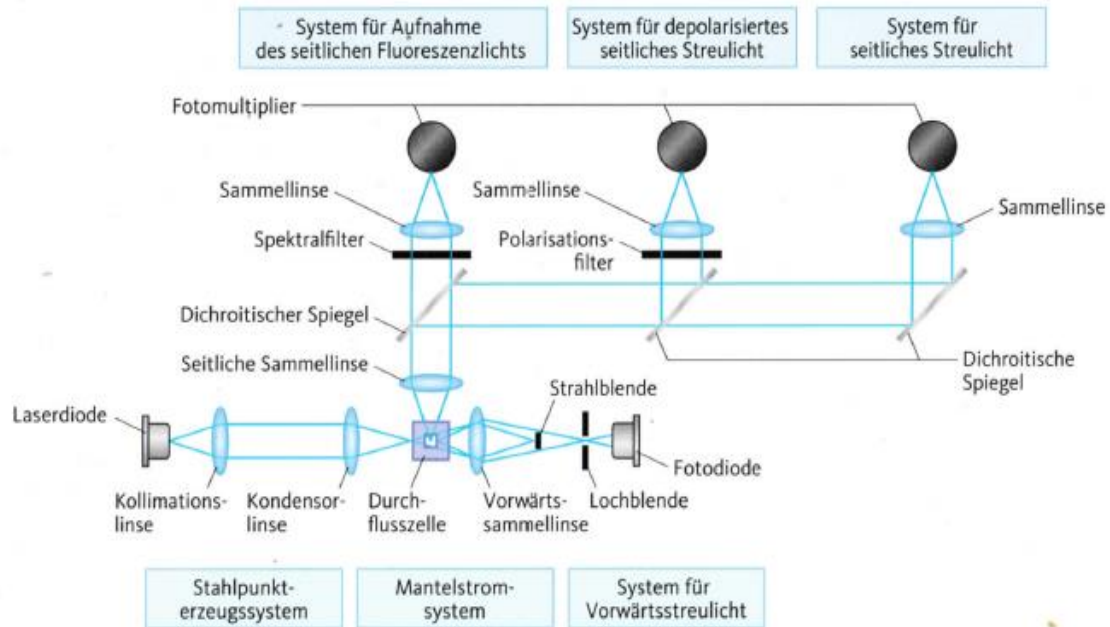 System für Aufnahme
des seitlichen Fluoreszenzlichts
System für depolarisiertes
seitliches Streulicht
System für
seitliches Streulicht
Fotomultiplier
Sammellinse
Sammellinse
Sammellinse
Spektralfilter
Polarisations-
filter
Dichroitischer Spiegel
Seitliche Sammellinse
Dichroitische
Spiegel
Strahlblende
Laserdiode
Fotodiode
Kollimations-
linse
Kondensor-
linse
Durch-
flusszelle
Vorwärts-
sammellinse
Lochblende
Stahlpunkt-
erzeugssystem
Mantelstrom-
system
System für
Vorwärtsstreulicht